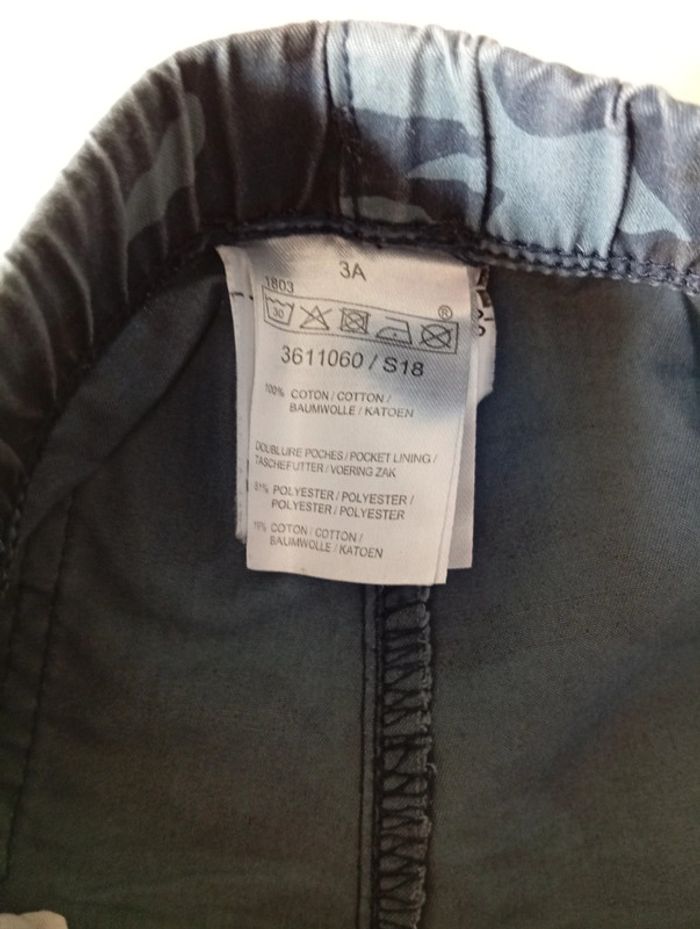 3A
1803
30
®
3611060 / S18
100% COTON / COTTON /
BAUMWOLLE / KATOEN
DOUBLURE POCHES / POCKET LINING /
TASCHEFUTTER / VOERING ZAK
81% POLYESTER / POLYESTER /
POLYESTER / POLYESTER
19% COTON / COTTON /
BAUMWOLLE / KATOEN